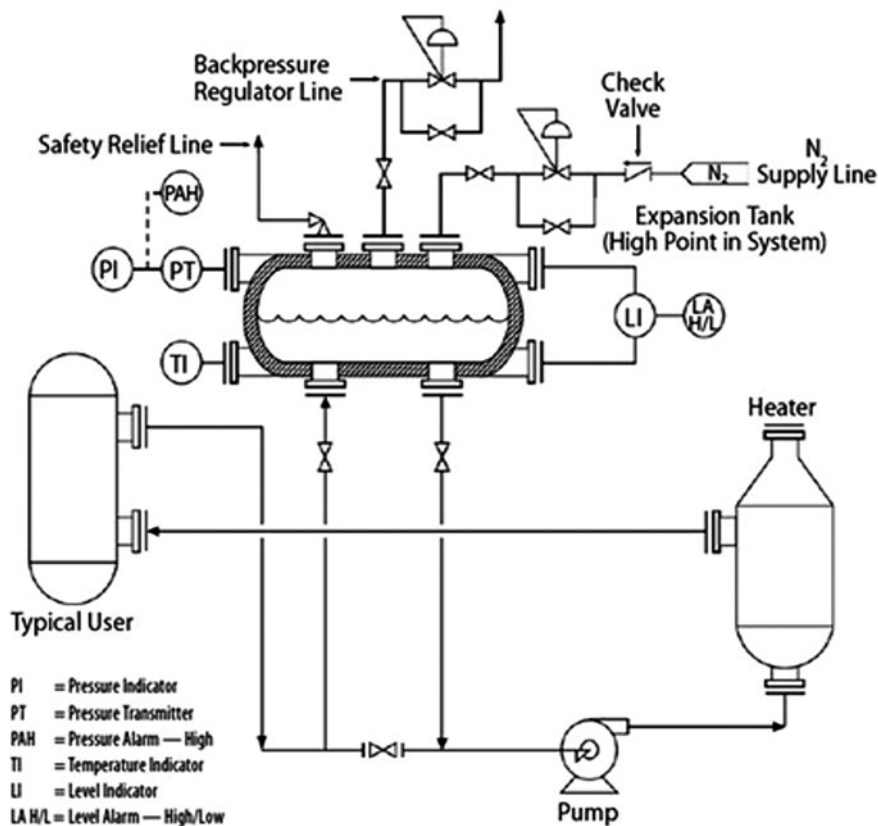 Backpressure
Regulator Line
Check
Valve
Safety Relief Line
N2
N2
Supply Line
PAH
Expansion Tank
(High Point in System)
PI
PT
LI
LA
H/L
TI
Heater
Typical User
PI = Pressure Indicator
PT = Pressure Transmitter
PAH = Pressure Alarm — High
TI = Temperature Indicator
LI = Level Indicator
LA H/L = Level Alarm — High/Low
Pump